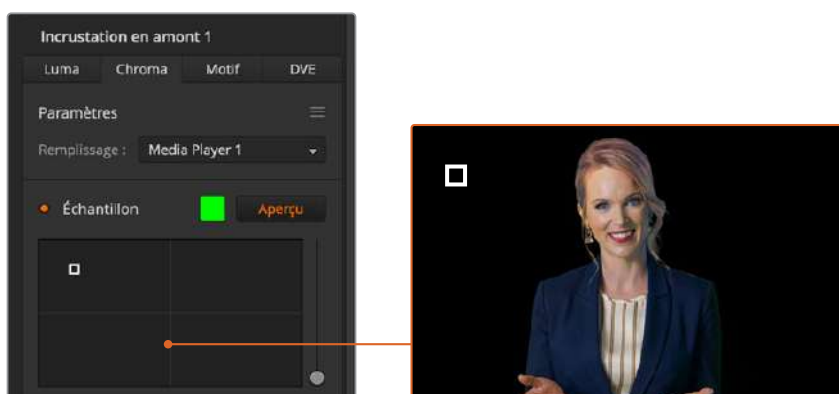 Incrustation en amont 1
Luma Chroma Motif DVE
Paramètres
Remplissage : Media Player 1
Échantillon Aperçu